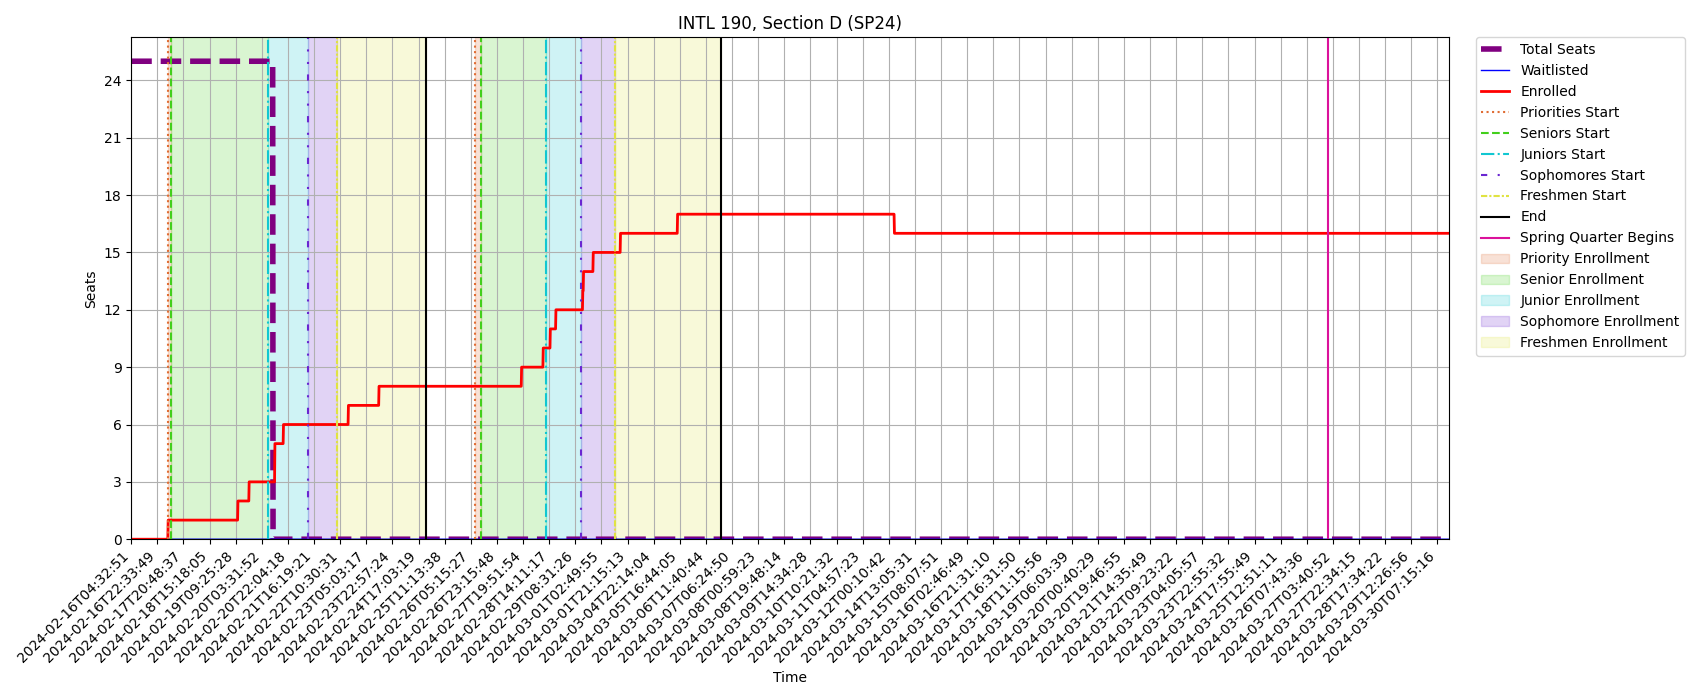 INTL 190, Section D (SP24)
Seats
24
21
18
15
12
9
6
3
0
2024-02-16T04:32:51
2024-02-16T22:33:49
2024-02-17T20:48:37
2024-02-18T15:18:05
2024-02-19T09:25:28
2024-02-20T03:31:52
2024-02-20T22:04:18
2024-02-21T16:19:21
2024-02-22T10:30:31
2024-02-23T05:03:17
2024-02-23T22:57:24
2024-02-24T17:03:19
2024-02-25T11:13:38
2024-02-26T05:15:27
2024-02-26T23:15:48
2024-02-27T19:51:54
2024-02-28T14:11:17
2024-02-29T08:31:26
2024-03-01T02:49:55
2024-03-01T21:15:13
2024-03-04T22:14:04
2024-03-05T16:44:05
2024-03-06T11:40:44
2024-03-07T06:24:50
2024-03-08T00:59:23
2024-03-08T19:48:14
2024-03-09T14:34:28
2024-03-10T10:21:32
2024-03-11T04:57:23
2024-03-12T00:10:42
2024-03-14T13:05:31
2024-03-15T08:07:51
2024-03-16T02:46:49
2024-03-16T21:31:10
2024-03-17T16:31:50
2024-03-18T11:15:56
2024-03-19T06:03:39
2024-03-20T00:40:29
2024-03-20T19:46:55
2024-03-21T14:35:49
2024-03-22T09:23:22
2024-03-23T04:05:57
2024-03-23T22:55:32
2024-03-24T17:55:49
2024-03-25T12:51:11
2024-03-26T07:43:36
2024-03-27T03:40:52
2024-03-27T22:34:15
2024-03-28T17:34:22
2024-03-29T12:26:56
2024-03-30T07:15:16
Time
Total Seats
Waitlisted
Enrolled
Priorities Start
Seniors Start
Juniors Start
Sophomores Start
Freshmen Start
End
Spring Quarter Begins
Priority Enrollment
Senior Enrollment
Junior Enrollment
Sophomore Enrollment
Freshmen Enrollment